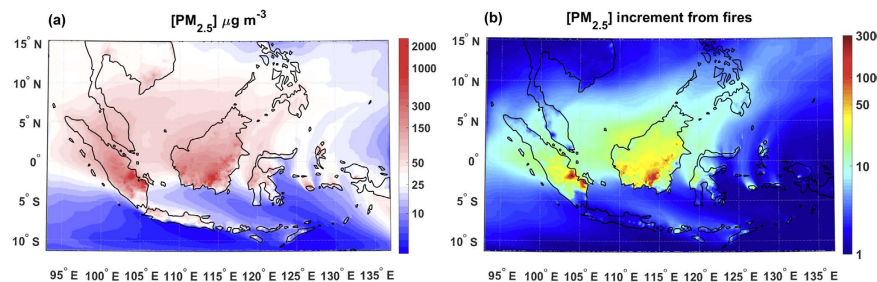 (a) [PM2.5] μg m-3
15° N
10° N
5° N
0°
5° S
10° S
95° E 100° E 105° E 110° E 115° E 120° E 125° E 130° E 135° E
2000
1000
300
150
50
25
10
(b) [PM2.5] increment from fires
15° N
10° N
5° N
0°
5° S
10° S
95° E 100° E 105° E 110° E 115° E 120° E 125° E 130° E 135° E
300
100
50
10
1